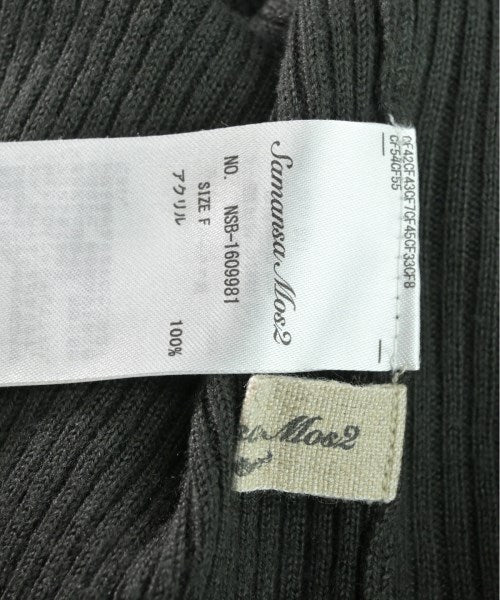 CF42CF43CF7CF45CF33CF8
CF54CF55
Samansa Mos2
NO. NSB-1609981
SIZE F
アクリル 100%
Mos2